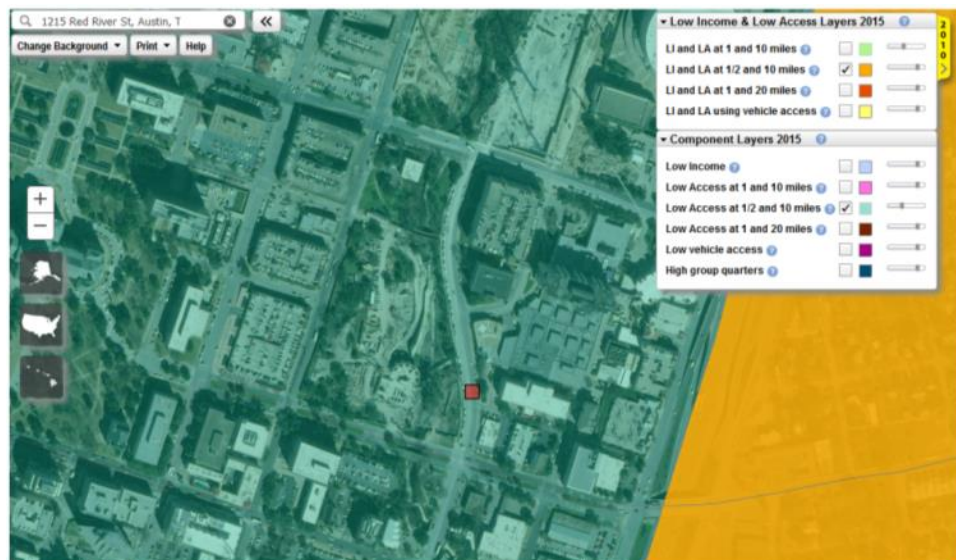 1215 Red River St, Austin, T
Change Background Print Help
Low Income & Low Access Layers 2015
LI and LA at 1 and 10 miles
LI and LA at 1/2 and 10 miles
LI and LA at 1 and 20 miles
LI and LA using vehicle access
2010
Component Layers 2015
Low Income
Low Access at 1 and 10 miles
Low Access at 1/2 and 10 miles
Low Access at 1 and 20 miles
Low vehicle access
High group quarters